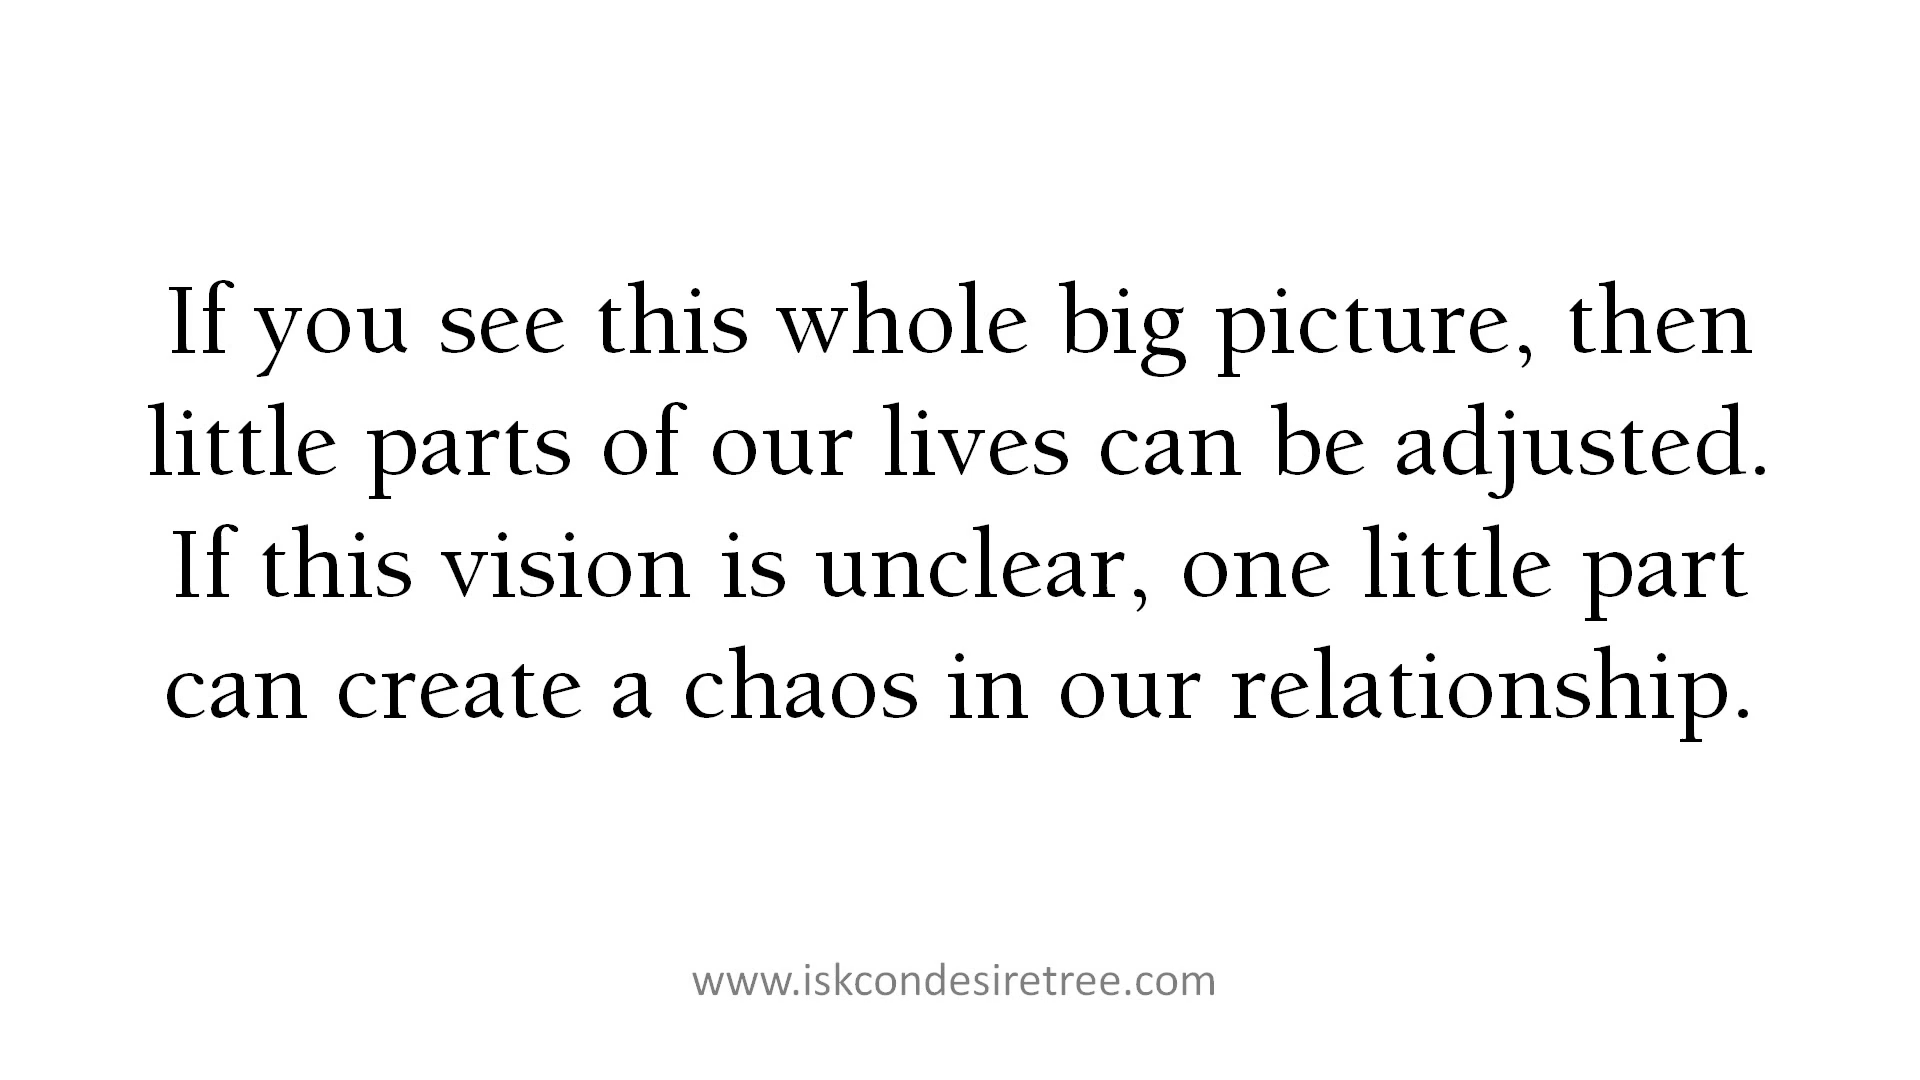 If you see this whole big picture, then
little parts of our lives can be adjusted.
If this vision is unclear, one little part
can create a chaos in our relationship.
www.iskcondesiretree.com